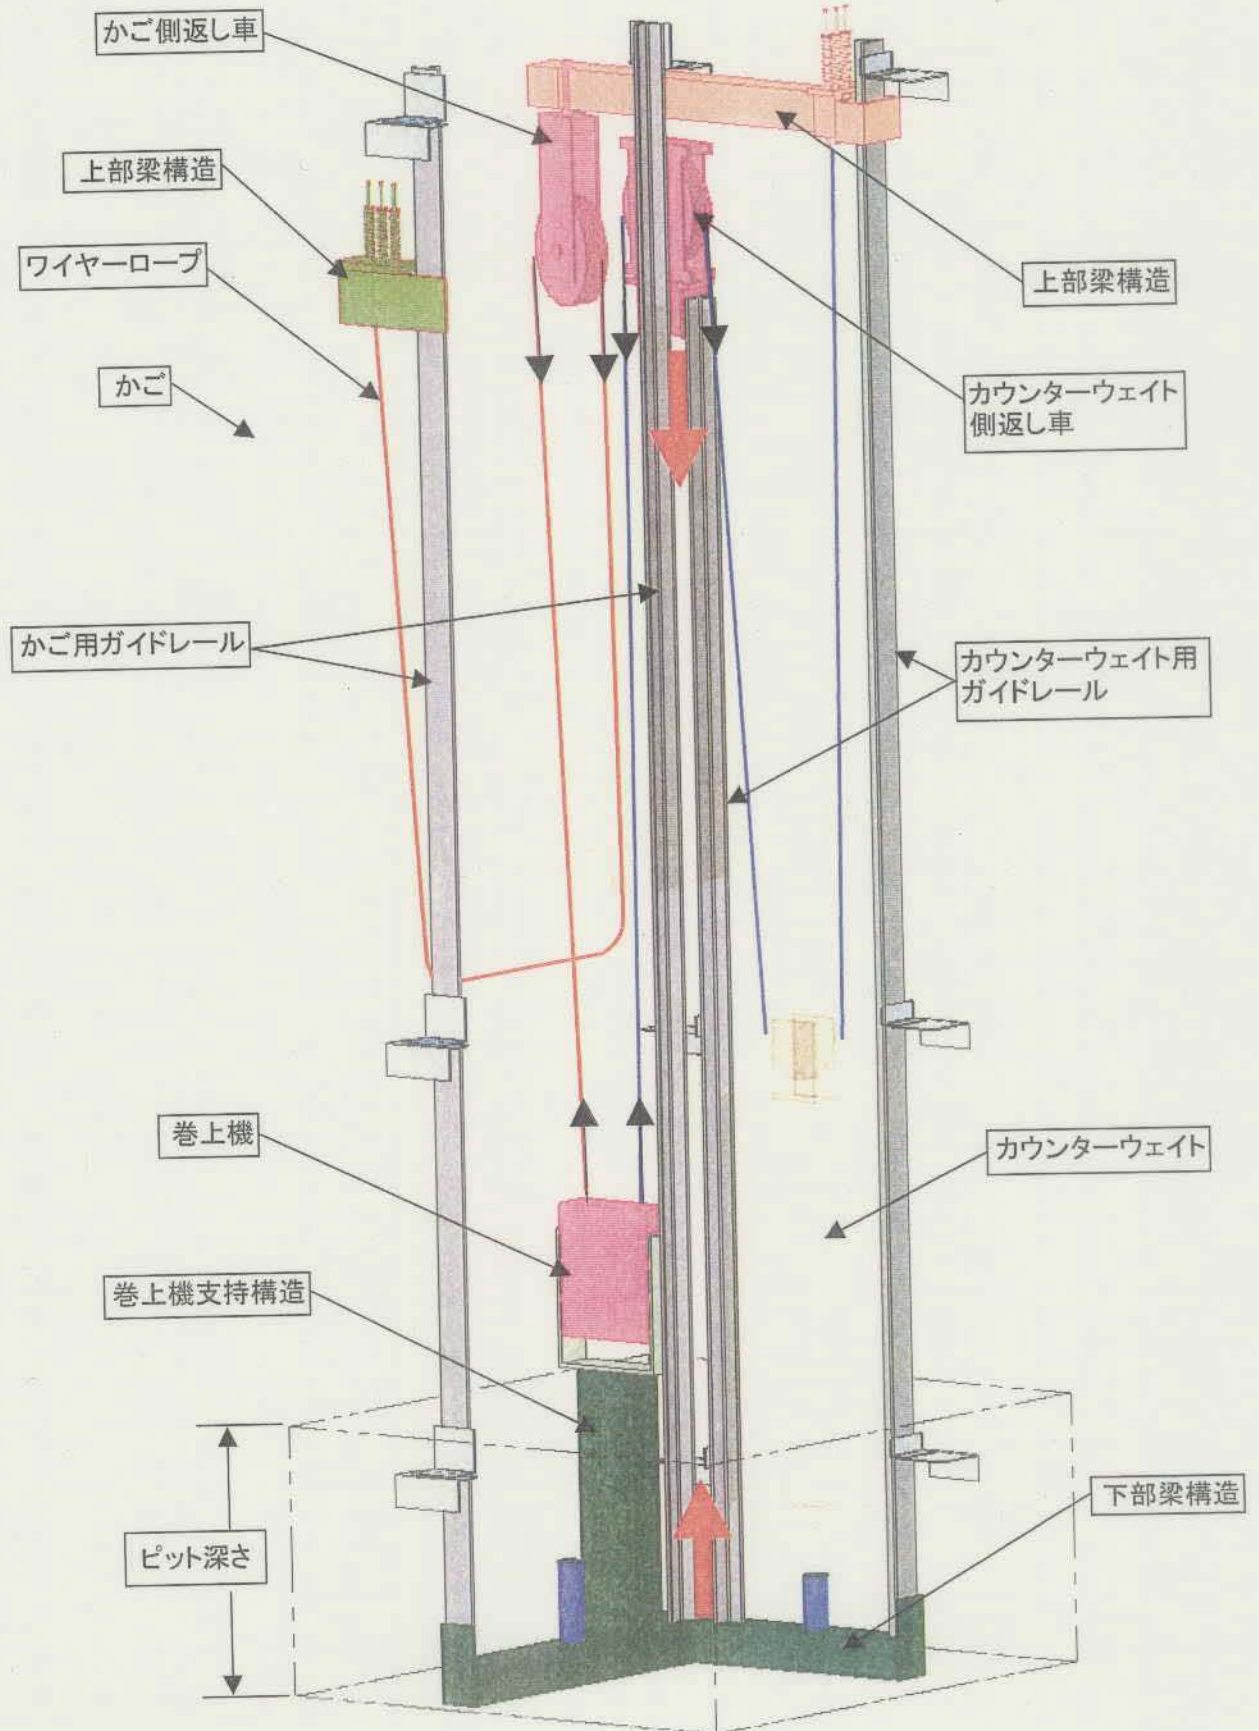 かご側返し車
上部梁構造
ワイヤーロープ
上部梁構造
かご
カウンターウェイト
側返し車
かご用ガイドレール
カウンターウェイト用
ガイドレール
巻上機
カウンターウェイト
巻上機支持構造
下部梁構造
ピット深さ